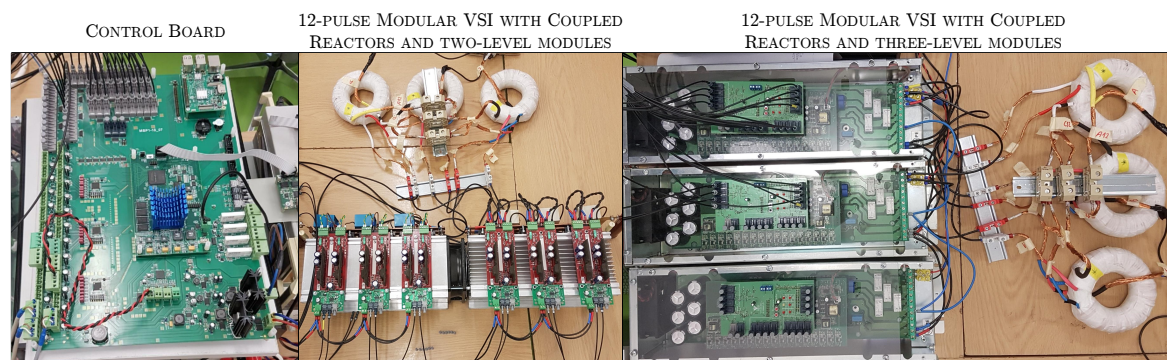 Control Board
12-pulse Modular VSI with Coupled
Reactors and two-level modules
12-pulse Modular VSI with Coupled
Reactors and three-level modules